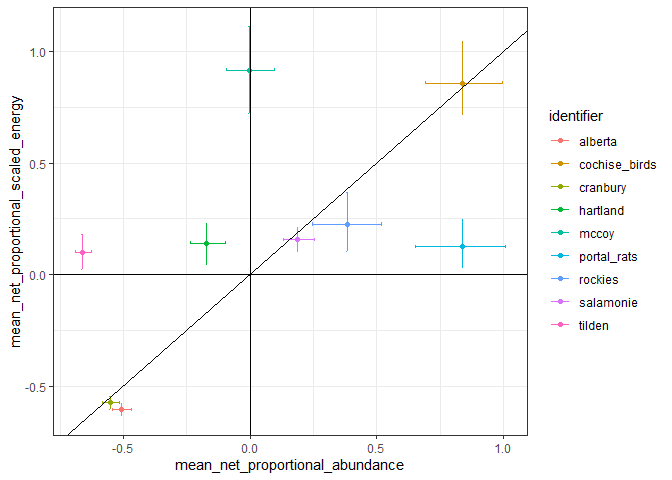 mean_net_proportional_scaled_energy
1.0
0.5
0.0
-0.5
-0.5
0.0
0.5
1.0
mean_net_proportional_abundance
identifier
alberta
cochise_birds
cranbury
hartland
mccoy
portal_rats
rockies
salamonie
tilden